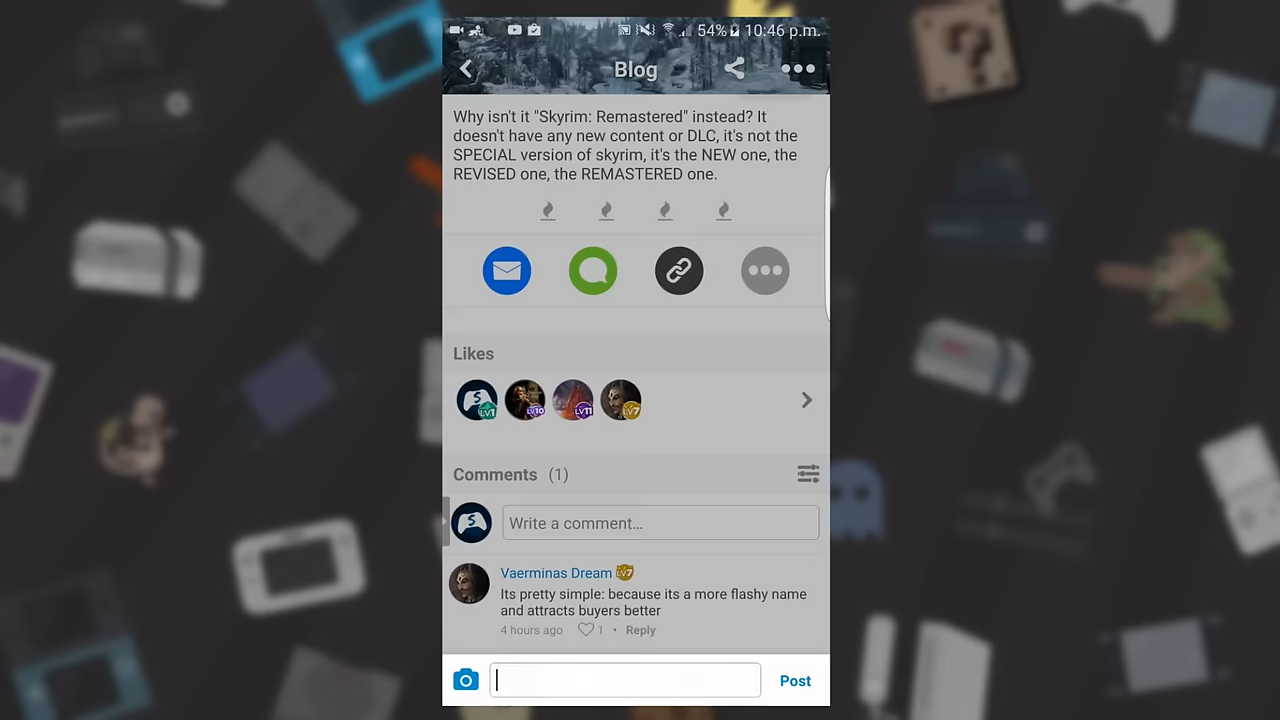 54% 10:46 p.m.
Blog
Why isn't it "Skyrim: Remastered" instead? It
doesn't have any new content or DLC, it's not the
SPECIAL version of skyrim, it's the NEW one, the
REVISED one, the REMASTERED one.
Likes
LV1 LV10 LV11 LV7
Comments (1)
S Write a comment...
Vaerminas Dream LV7
Its pretty simple: because its a more flashy name
and attracts buyers better
4 hours ago 1 • Reply
Post